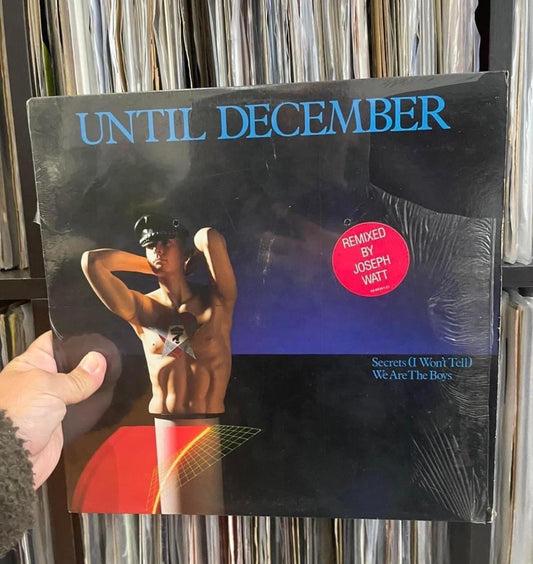 UNTIL DECEMBER
REMIXED
BY
JOSEPH
WATT
Secrets (I Won't Tell)
We Are The Boys